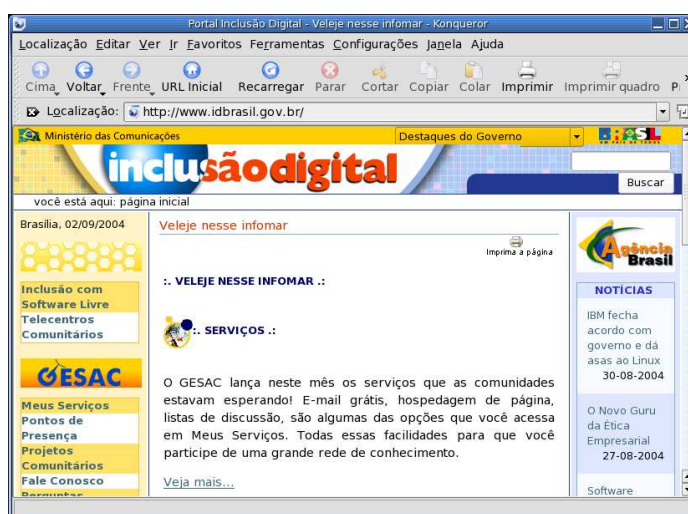 Portal Inclusão Digital - Veleje nesse infomar - Konqueror
Localização Editar Ver Ir Favoritos Ferramentas Configurações Janela Ajuda
Cima Voltar Frente URL Inicial Recarregar Parar Cortar Copiar Colar Imprimir Imprimir quadro
Localização: http://www.idbrasil.gov.br/
Ministério das Comunicações
Destaques do Governo
BRASIL
UM PAÍS DE TODOS
inclusãodigital
Buscar
você está aqui: página inicial
Brasília, 02/09/2004
Inclusão com
Software Livre
Telecentros
Comunitários
GESAC
Meus Serviços
Pontos de
Presença
Projetos
Comunitários
Fale Conosco
Perguntas
Veleje nesse infomar
Imprima a página
:. VELEJE NESSE INFOMAR .:
:. SERVIÇOS .:
O GESAC lança neste mês os serviços que as comunidades
estavam esperando! E-mail grátis, hospedagem de página,
listas de discussão, são algumas das opções que você acessa
em Meus Serviços. Todas essas facilidades para que você
participe de uma grande rede de conhecimento.
Veja mais...
Agência
Brasil
NOTÍCIAS
IBM fecha
acordo com
governo e dá
asas ao Linux
30-08-2004
O Novo Guru
da Ética
Empresarial
27-08-2004
Software